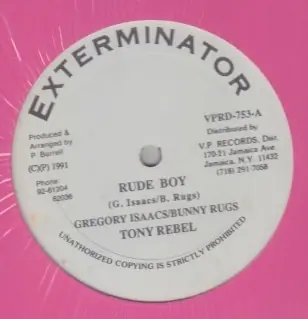 EXTERMINATOR
Produced &
Arranged by
P. Burrell
(C)(P) 1991
Phone:
92-61304
62036
VPRD-753-A
Distributed by
V.P. RECORDS, Dist.
170-21 Jamaica Ave.
Jamaica, N.Y. 11432
(718) 291-7058
RUDE BOY
(G. Isaacs/B. Rugs)
GREGORY ISAACS/BUNNY RUGS
TONY REBEL
UNAUTHORIZED COPYING IS STRICTLY PROHIBITED